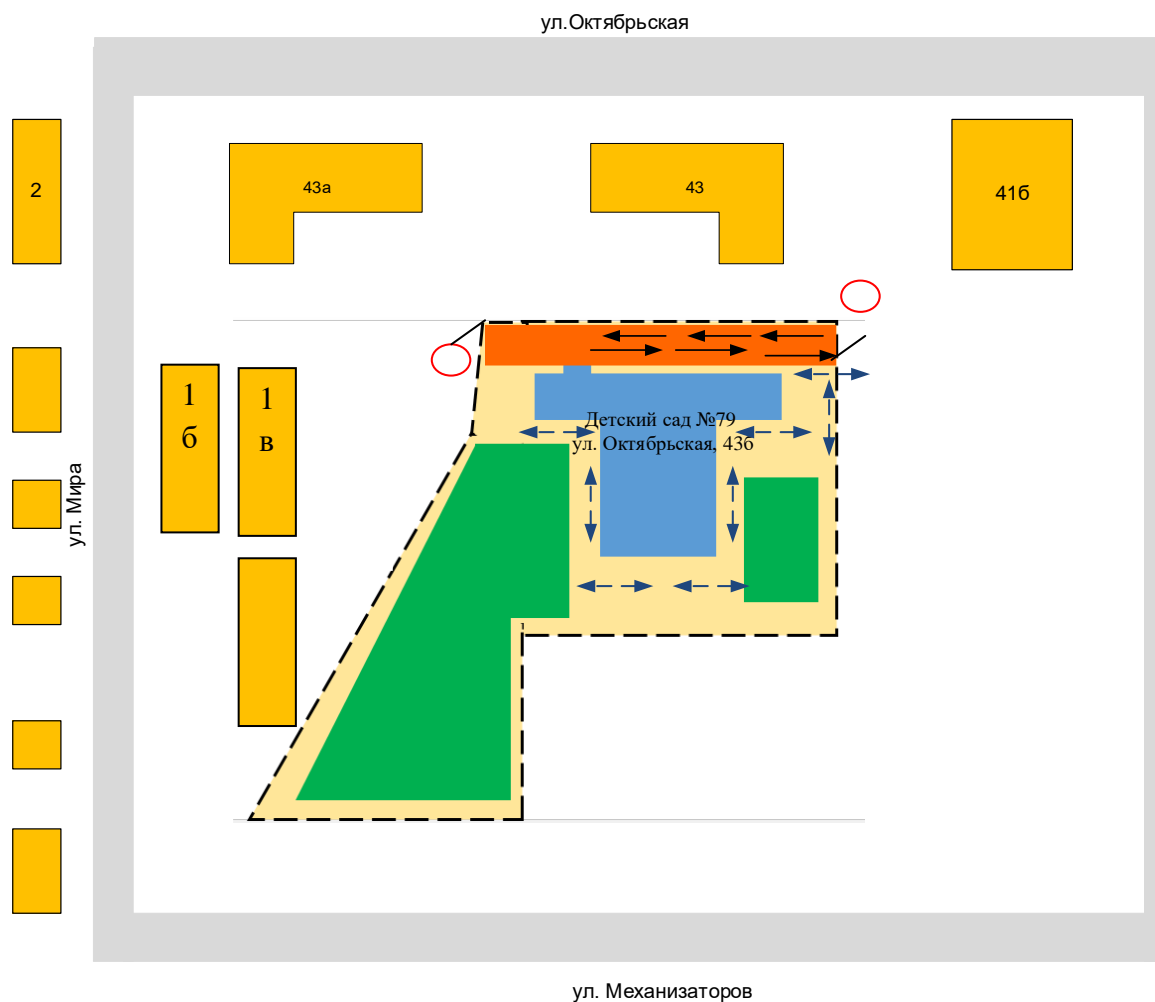 ул.Октябрьская
2
43а
43
41б
1
б
1
в
Детский сад №79
ул. Октябрьская, 43б
ул. Мира
ул. Механизаторов